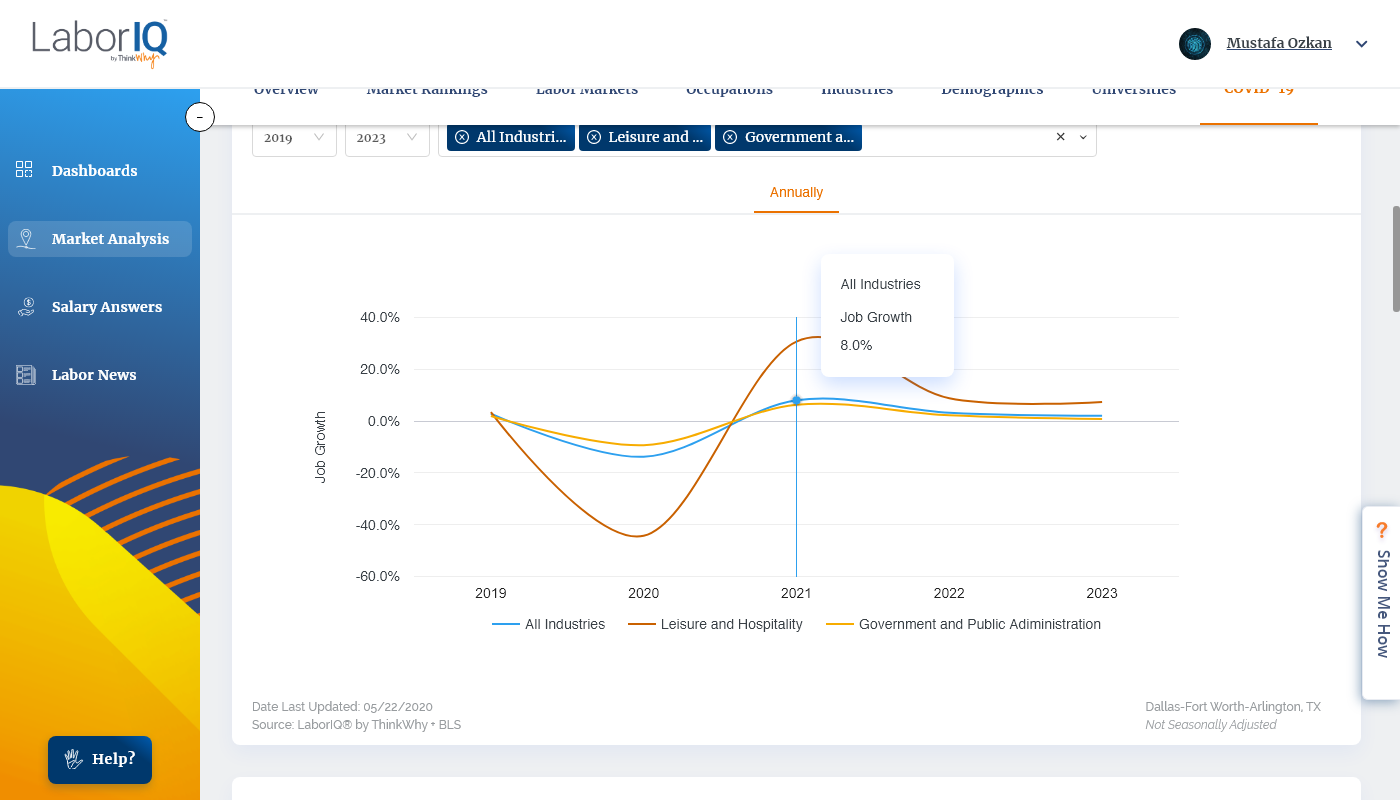 LaborIQ
by ThinkWhy
Mustafa Ozkan
Overview
Market Rankings
Labor Markets
Occupations
Industries
Demographics
Universities
COVID-19
-
Dashboards
Market Analysis
Salary Answers
Labor News
Help?
2019
2023
All Industri...
Leisure and ...
Government a...
Annually
All Industries
Job Growth
8.0%
Job Growth
40.0%
20.0%
0.0%
-20.0%
-40.0%
-60.0%
2019
2020
2021
2022
2023
All Industries
Leisure and Hospitality
Government and Public Adiministration
Date Last Updated: 05/22/2020
Source: LaborIQ® by ThinkWhy + BLS
Dallas-Fort Worth-Arlington, TX
Not Seasonally Adjusted
? Show Me How